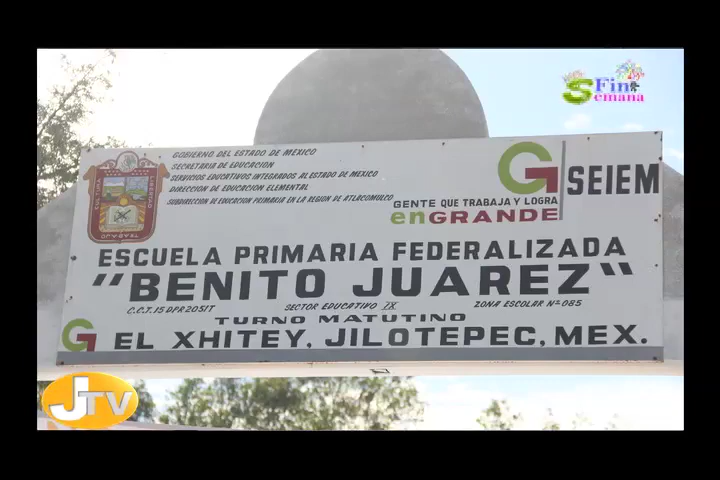 Fin
Semana
GOBIERNO DEL ESTADO DE MEXICO
SECRETARIA DE EDUCACION
SERVICIOS EDUCATIVOS INTEGRADOS AL ESTADO DE MEXICO
DIRECCION DE EDUCACION ELEMENTAL
SUBDIRECCION DE EDUCACION PRIMARIA EN LA REGION DE ATLACOMULCO
SEIEM
GENTE QUE TRABAJA Y LOGRA
enGRANDE
ESCUELA PRIMARIA FEDERALIZADA
"BENITO JUAREZ"
C.C.T. 15DPR2051T SECTOR EDUCATIVO IX ZONA ESCOLAR Nº 085
TURNO MATUTINO
EL XHITEY, JILOTEPEC, MEX.
JTV